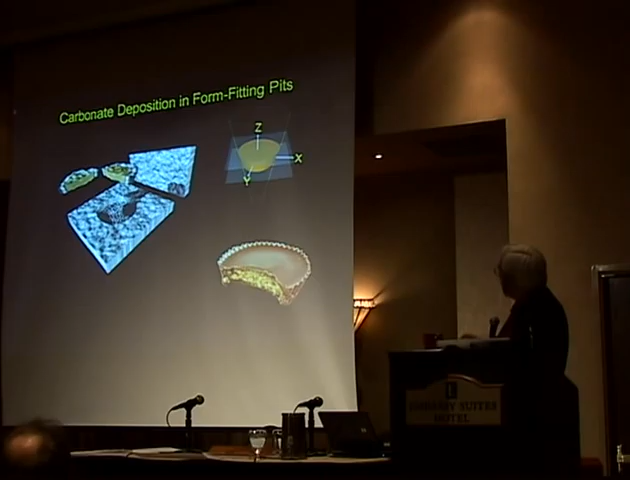 Carbonate Deposition in Form-Fitting Pits
Z
X
Y
EMBASSY SUITES
HOTEL